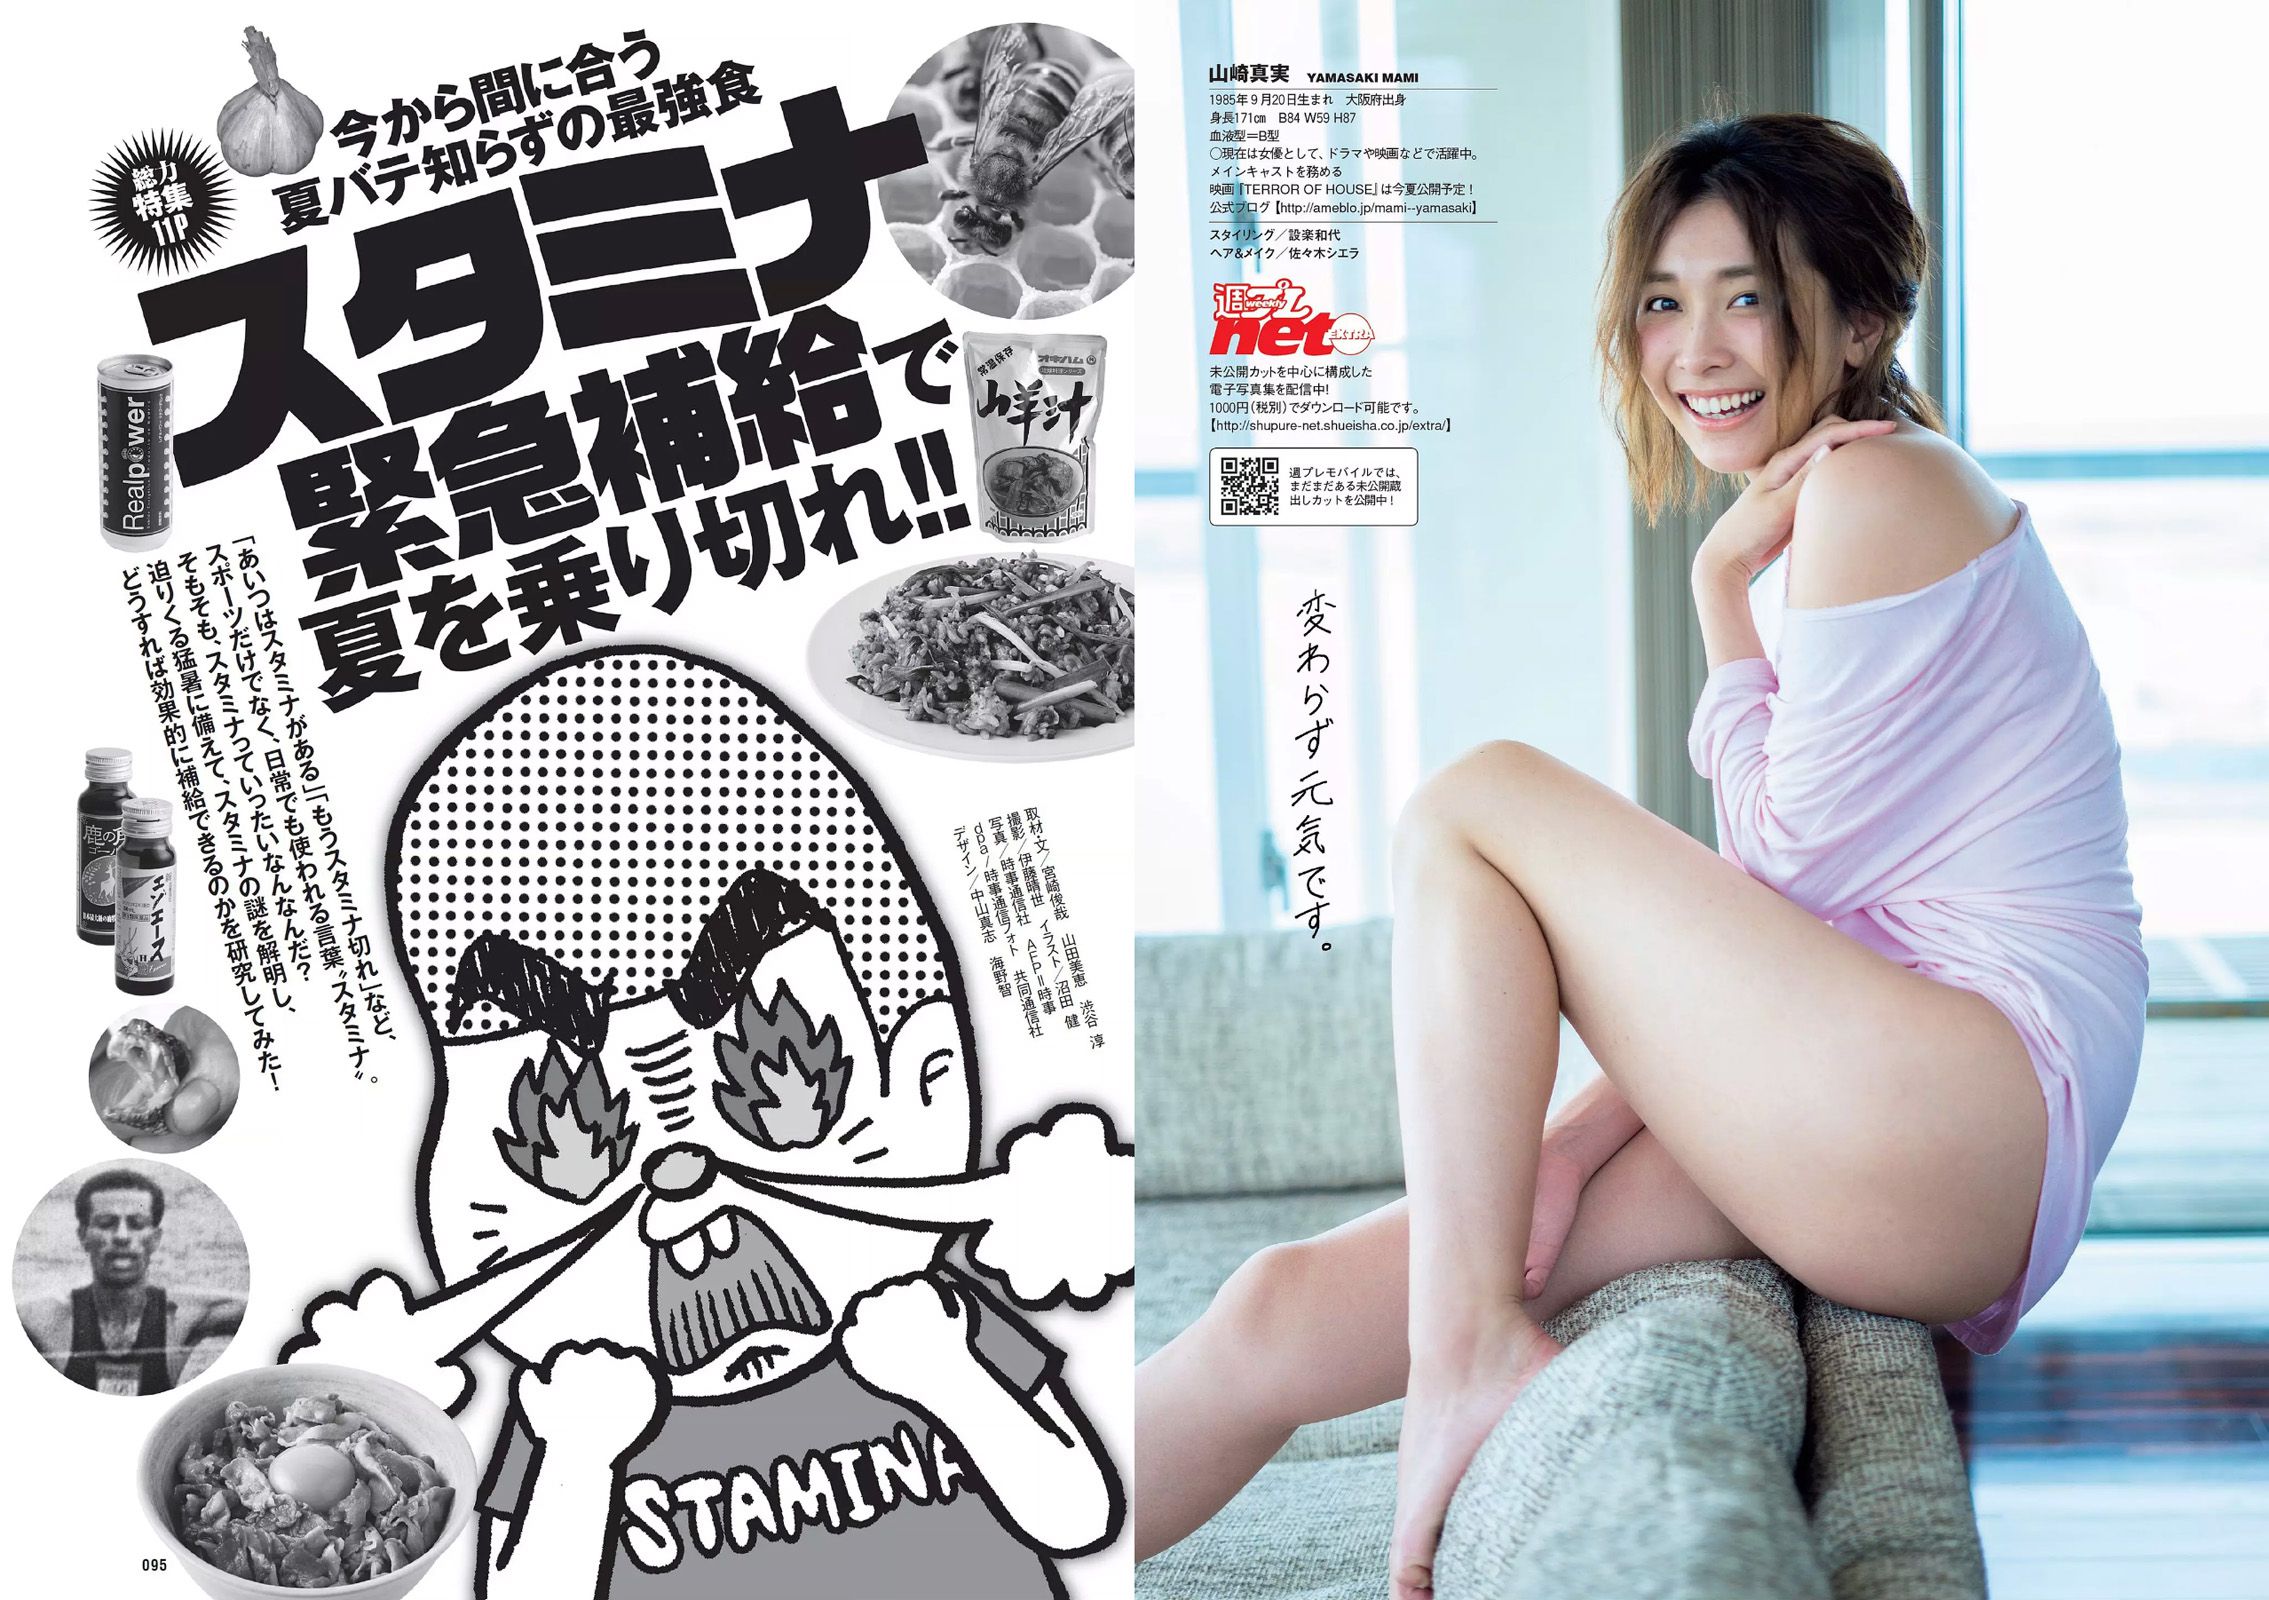 山崎真実 YAMASAKI MAMI
1985年9月20日生まれ 大阪府出身
身長171㎝ B84 W59 H87
血液型=B型
○現在は女優として、ドラマや映画などで活躍中。
メインキャストを務める
映画『TERROR OF HOUSE』は今夏公開予定!
公式ブログ【http://ameblo.jp/mami--yamasaki】
スタイリング/設楽和代
ヘア&メイク/佐々木シエラ
週プレ
weekly
net EXTRA
未公開カットを中心に構成した
電子写真集を配信中!
1000円(税別)でダウンロード可能です。
【http://shupure-net.shueisha.co.jp/extra/】
週プレモバイルでは、
まだまだある未公開蔵
出しカットを公開中!
変わらず元気です。
総力
特集
11P
今から間に合う
夏バテ知らずの最強食
スタミナ
緊急補給で
夏を乗り切れ!!
「あいつはスタミナがある」「もうスタミナ切れ」など、
スポーツだけでなく、日常でも使われる言葉〝スタミナ〟。
そもそも、スタミナっていったいなんなんだ?
迫りくる猛暑に備えて、スタミナの謎を解明し、
どうすれば効果的に補給できるのかを研究してみた!
取材・文/宮崎俊哉 山田美恵 渋谷 淳
撮影/伊藤晴世 イラスト/沼田 健
写真/時事通信社 AFP=時事
dpa/時事通信フォト 共同通信社
デザイン/中山真志 海野智
Realpower
常温保存
オキハム
山羊汁
鹿の
ゴール
エゾエース
STAMINA
095